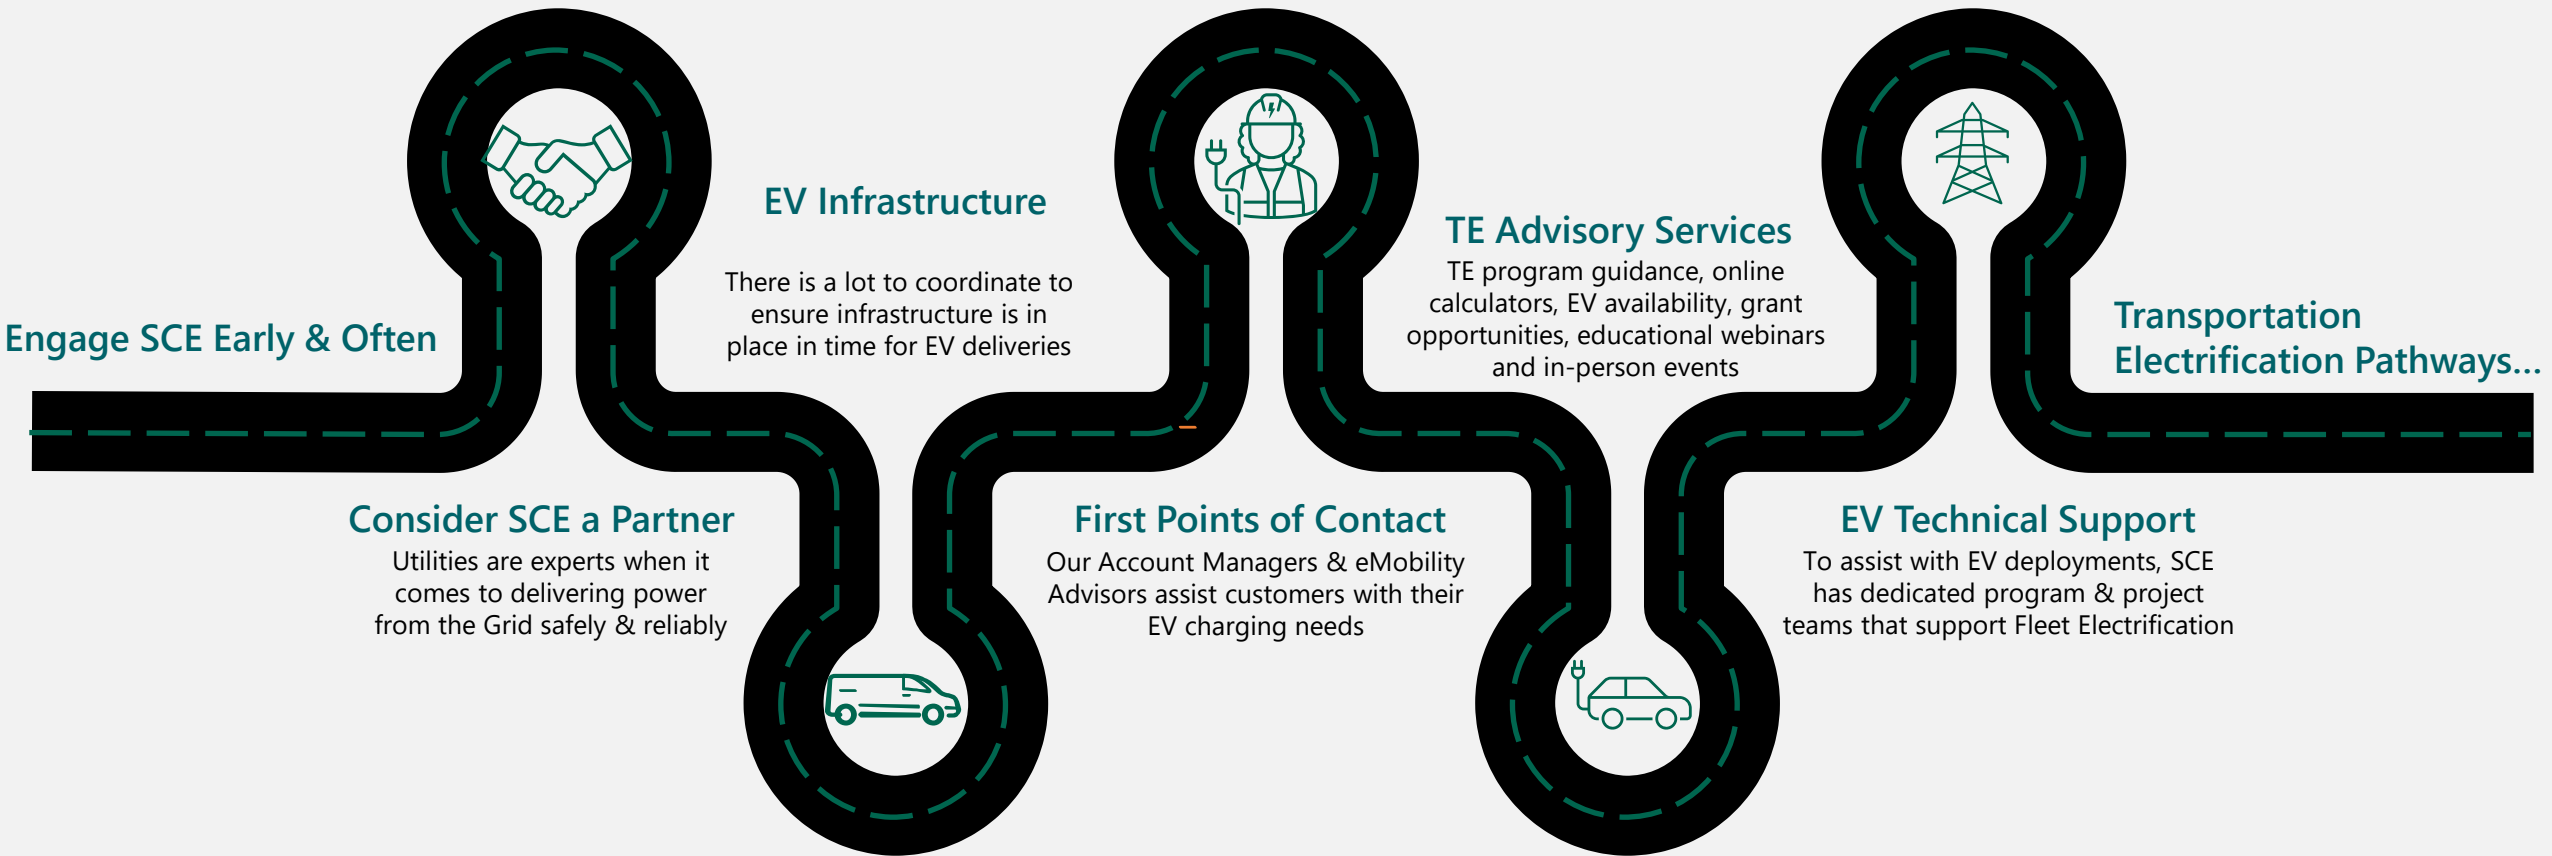 Engage SCE Early & Often
Consider SCE a Partner
Utilities are experts when it
comes to delivering power
from the Grid safely & reliably
EV Infrastructure
There is a lot to coordinate to
ensure infrastructure is in
place in time for EV deliveries
First Points of Contact
Our Account Managers & eMobility
Advisors assist customers with their
EV charging needs
TE Advisory Services
TE program guidance, online
calculators, EV availability, grant
opportunities, educational webinars
and in-person events
EV Technical Support
To assist with EV deployments, SCE
has dedicated program & project
teams that support Fleet Electrification
Transportation
Electrification Pathways...